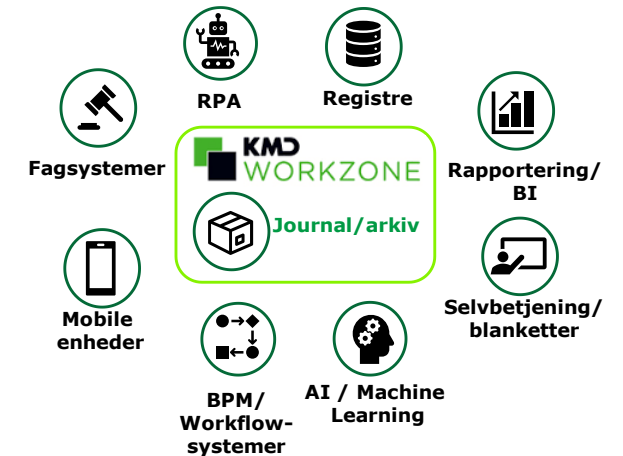 RPA
Registre
Fagsystemer
KMD
WORKZONE
Rapportering/
BI
Journal/arkiv
Mobile
enheder
Selvbetjening/
blanketter
BPM/
Workflow-
systemer
AI / Machine
Learning